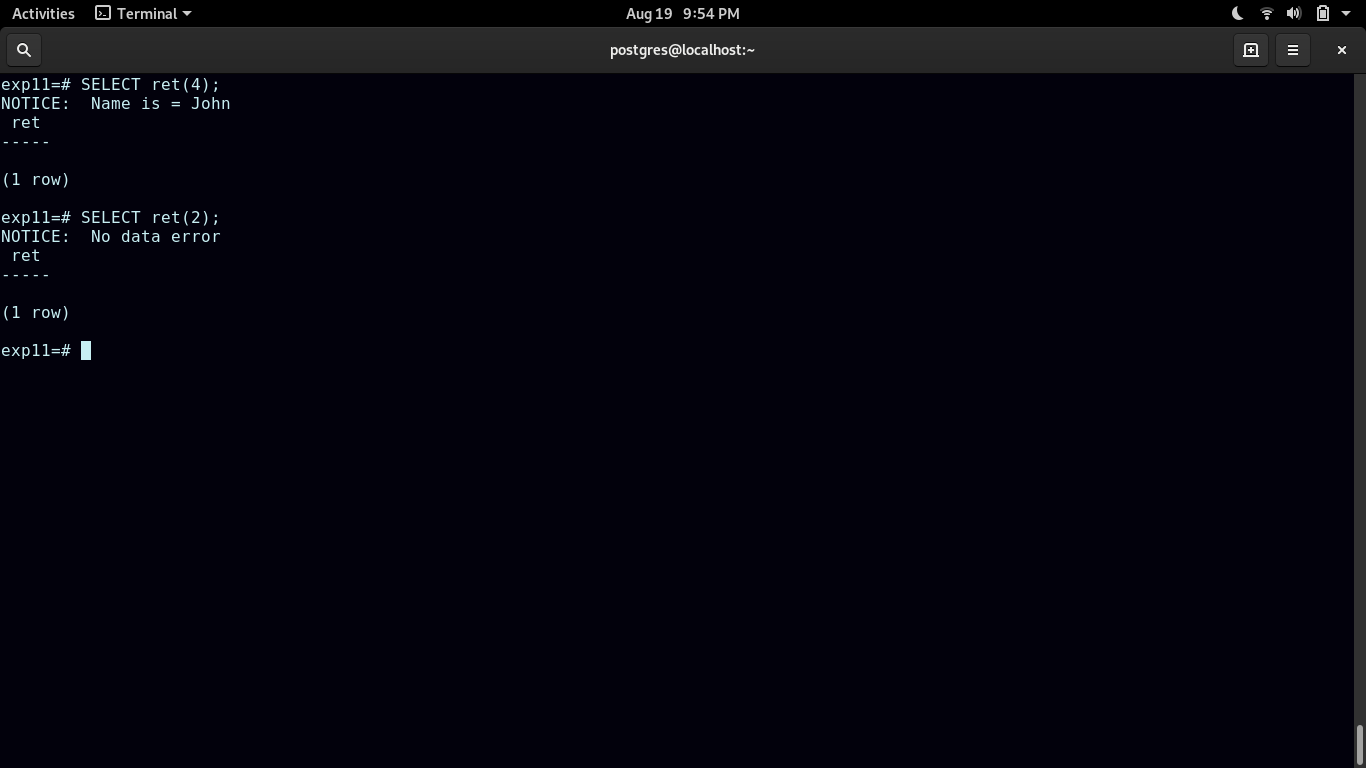 Activities Terminal Aug 19 9:54 PM
postgres@localhost:~
exp11=# SELECT ret(4);
NOTICE:  Name is = John
 ret
-----
(1 row)
exp11=# SELECT ret(2);
NOTICE:  No data error
 ret
-----
(1 row)
exp11=#